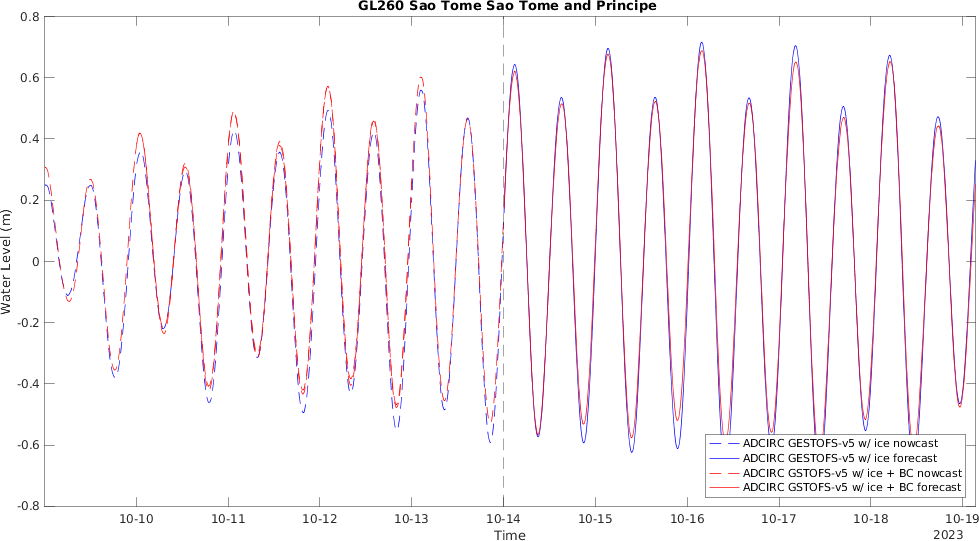 GL260 Sao Tome Sao Tome and Principe
0.8
0.6
0.4
0.2
0
-0.2
-0.4
-0.6
-0.8
Water Level (m)
ADCIRC GESTOFS-v5 w/ ice nowcast
ADCIRC GESTOFS-v5 w/ ice forecast
ADCIRC GSTOFS-v5 w/ ice + BC nowcast
ADCIRC GSTOFS-v5 w/ ice + BC forecast
10-10 10-11 10-12 10-13 10-14 10-15 10-16 10-17 10-18 10-19
Time 2023